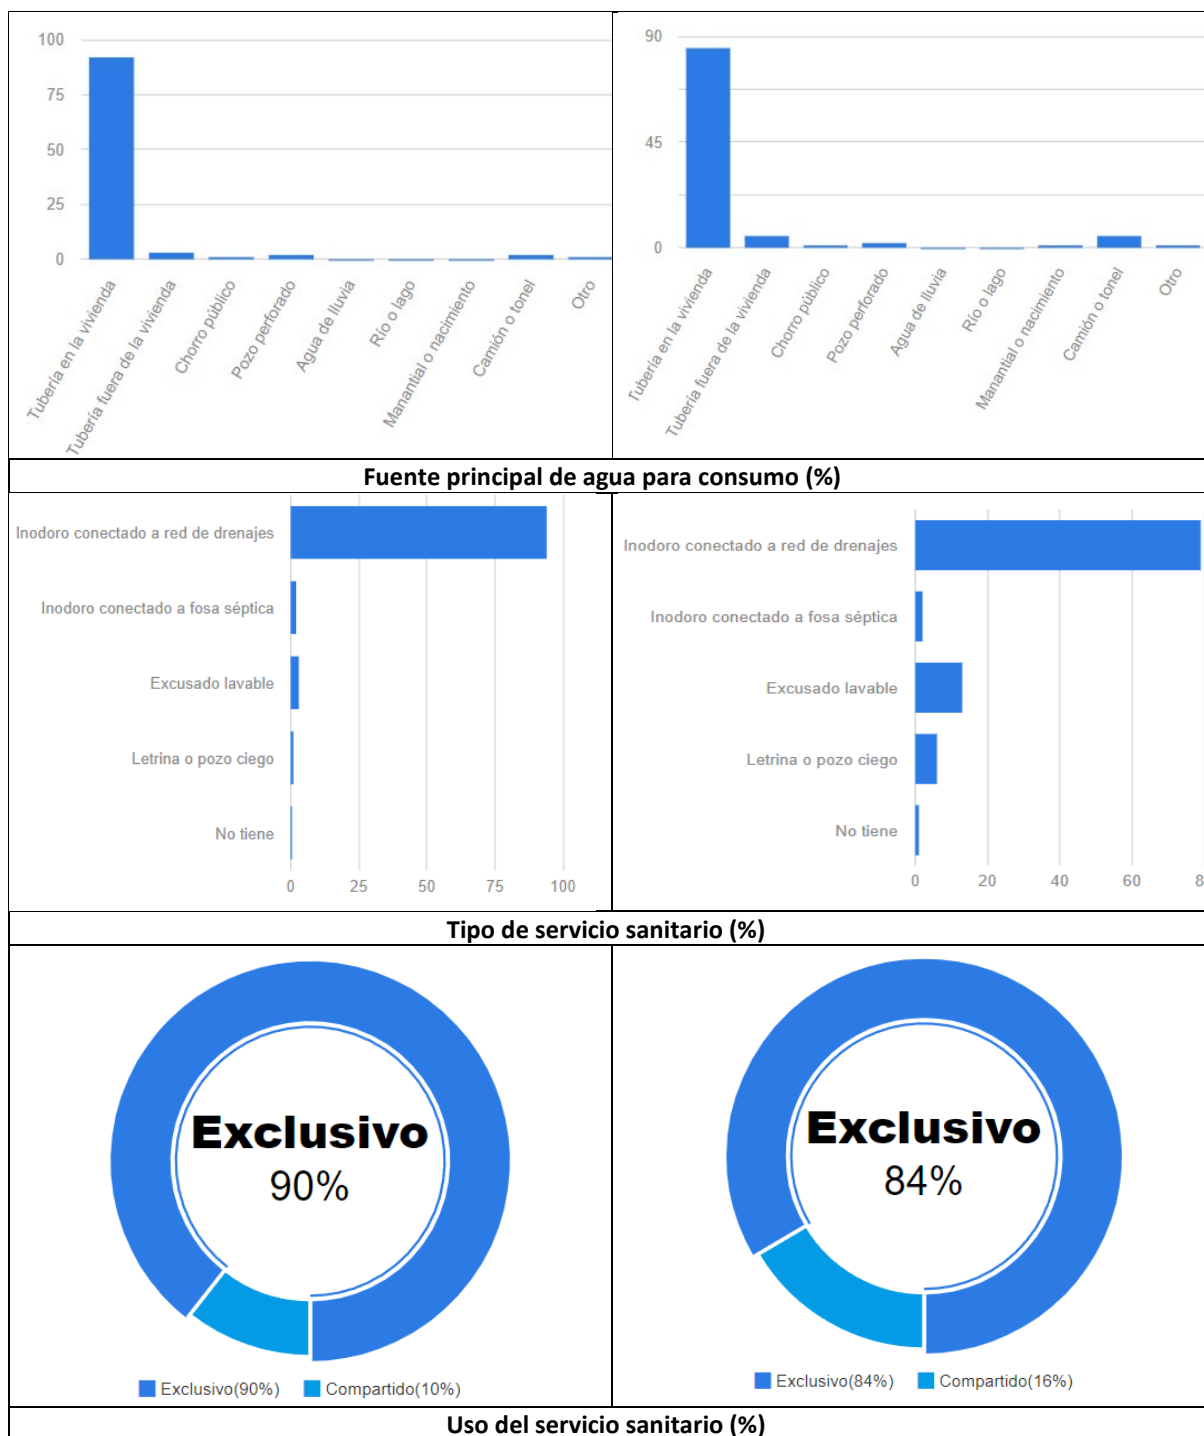 100
75
50
25
0
Tubería en la vivienda
Tubería fuera de la vivienda
Chorro público
Pozo perforado
Agua de lluvia
Río o lago
Manantial o nacimiento
Camión o tonel
Otro
90
45
0
Tubería en la vivienda
Tubería fuera de la vivienda
Chorro público
Pozo perforado
Agua de lluvia
Río o lago
Manantial o nacimiento
Camión o tonel
Otro
Fuente principal de agua para consumo (%)
Inodoro conectado a red de drenajes
Inodoro conectado a fosa séptica
Excusado lavable
Letrina o pozo ciego
No tiene
0 25 50 75 100
Inodoro conectado a red de drenajes
Inodoro conectado a fosa séptica
Excusado lavable
Letrina o pozo ciego
No tiene
0 20 40 60 8
Tipo de servicio sanitario (%)
Exclusivo
90%
Exclusivo(90%) Compartido(10%)
Exclusivo
84%
Exclusivo(84%) Compartido(16%)
Uso del servicio sanitario (%)